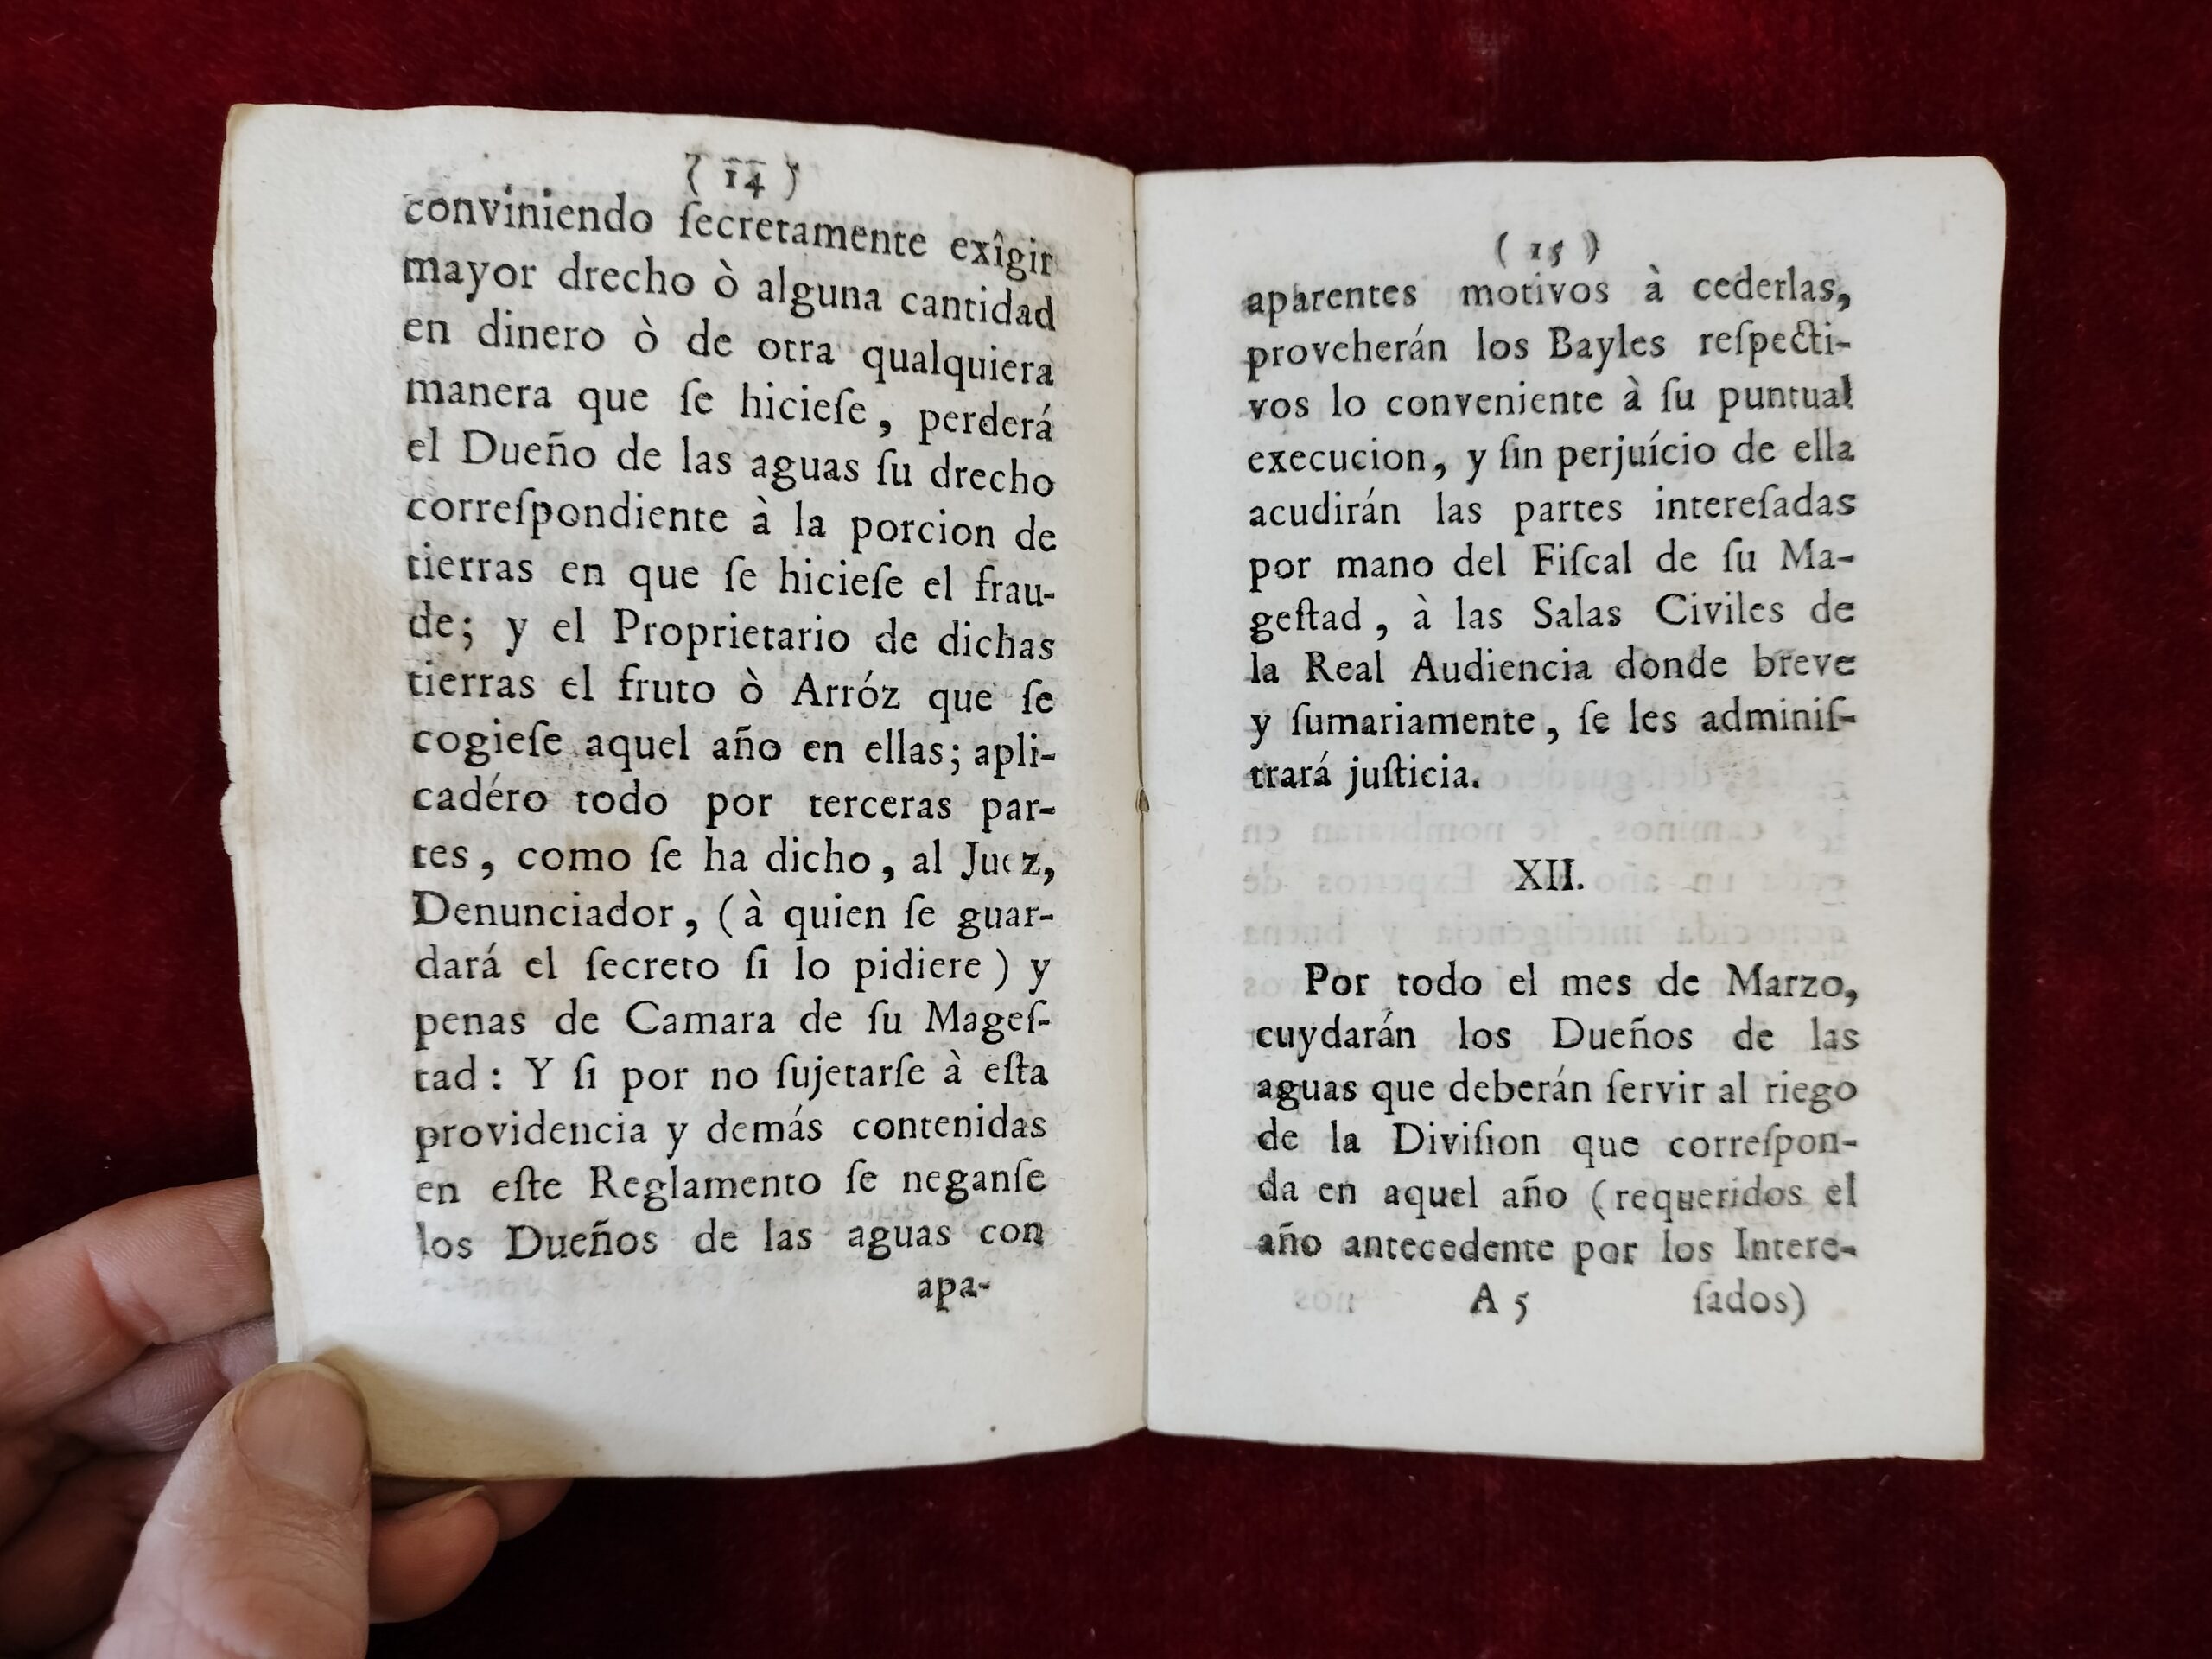 ( 14 )
conviniendo ſecretamente exîgir
mayor drecho ò alguna cantidad
en dinero ò de otra qualquiera
manera que ſe hicieſe, perderá
el Dueño de las aguas ſu drecho
correſpondiente à la porcion de
tierras en que ſe hicieſe el frau-
de; y el Proprietario de dichas
tierras el fruto ò Arróz que ſe
cogieſe aquel año en ellas; apli-
cadéro todo por terceras par-
tes, como ſe ha dicho, al Juez,
Denunciador, (à quien ſe guar-
dará el ſecreto ſi lo pidiere) y
penas de Camara de ſu Mageſ-
tad: Y ſi por no ſujetarſe à eſta
providencia y demás contenidas
en eſte Reglamento ſe neganſe
los Dueños de las aguas con
apa-
( 15 )
aparentes motivos à cederlas,
proveherán los Bayles reſpecti-
vos lo conveniente à ſu puntual
execucion, y ſin perjuício de ella
acudirán las partes intereſadas
por mano del Fiſcal de ſu Ma-
geſtad, à las Salas Civiles de
la Real Audiencia donde breve
y ſumariamente, ſe les adminiſ-
trará juſticia.
XII.
Por todo el mes de Marzo,
cuydarán los Dueños de las
aguas que deberán ſervir al riego
de la Diviſion que correſpon-
da en aquel año (requeridos el
año antecedente por los Intere-
A 5 ſados)